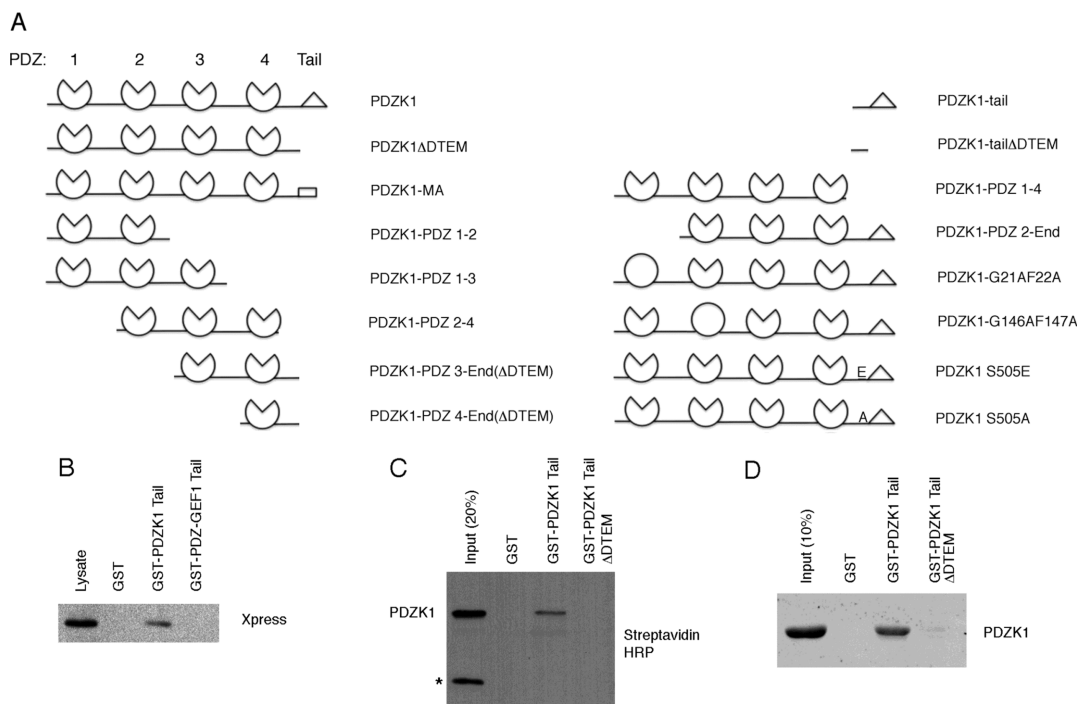 A
PDZ: 1 2 3 4 Tail
PDZK1
PDZK1ΔDTEM
PDZK1-MA
PDZK1-PDZ 1-2
PDZK1-PDZ 1-3
PDZK1-PDZ 2-4
PDZK1-PDZ 3-End(ΔDTEM)
PDZK1-PDZ 4-End(ΔDTEM)
PDZK1-tail
PDZK1-tailΔDTEM
PDZK1-PDZ 1-4
PDZK1-PDZ 2-End
PDZK1-G21AF22A
PDZK1-G146AF147A
E
PDZK1 S505E
A
PDZK1 S505A
B
Lysate
GST
GST-PDZK1 Tail
GST-PDZ-GEF1 Tail
Xpress
C
Input (20%)
GST
GST-PDZK1 Tail
GST-PDZK1 Tail
ΔDTEM
PDZK1
*
Streptavidin
HRP
D
Input (10%)
GST
GST-PDZK1 Tail
GST-PDZK1 Tail
ΔDTEM
PDZK1